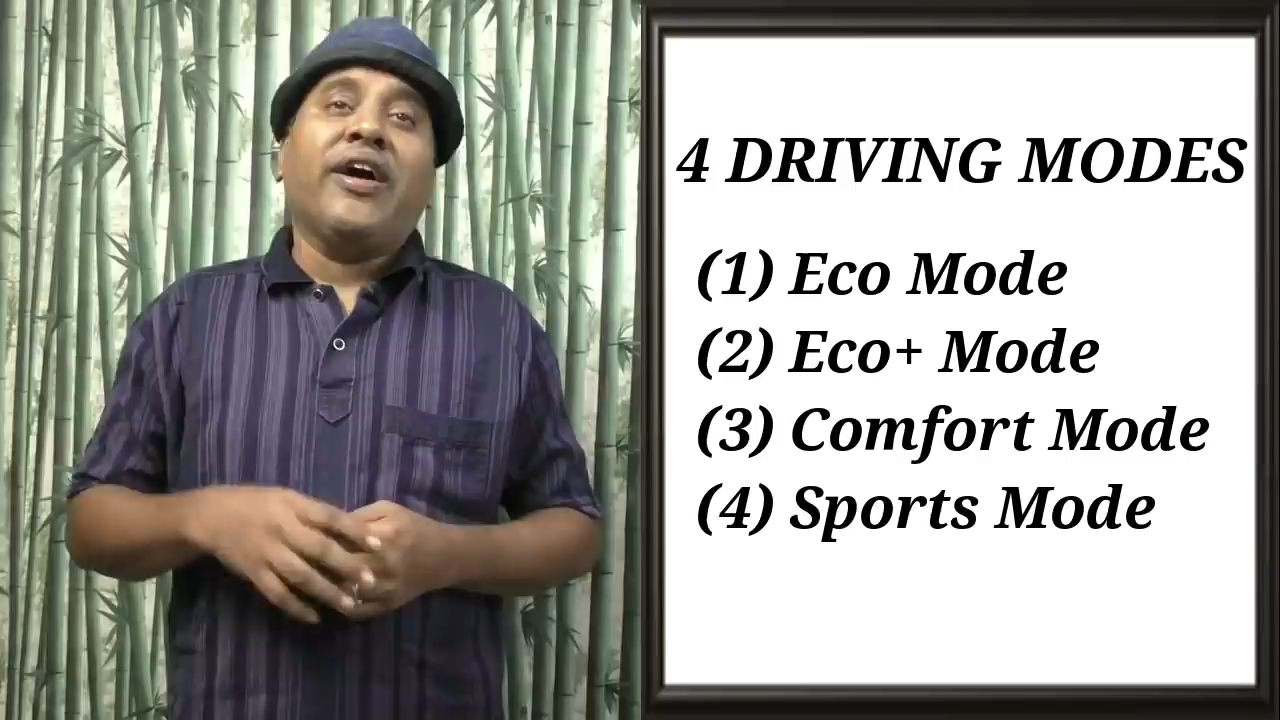 4 DRIVING MODES
(1) Eco Mode
(2) Eco+ Mode
(3) Comfort Mode
(4) Sports Mode